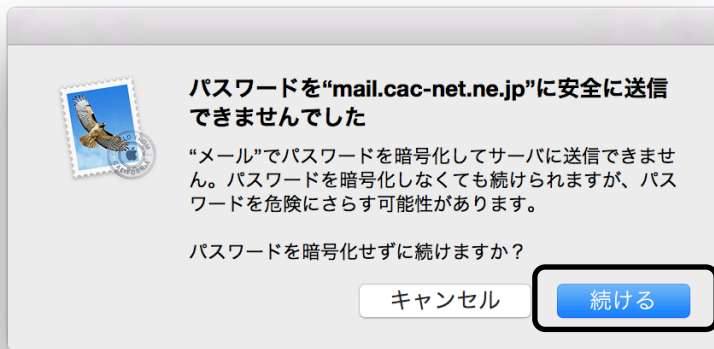 パスワードを“mail.cac-net.ne.jp”に安全に送信
できませんでした
“メール”でパスワードを暗号化してサーバに送信できませ
ん。パスワードを暗号化しなくても続けられますが、パス
ワードを危険にさらす可能性があります。
パスワードを暗号化せずに続けますか？
キャンセル
続ける